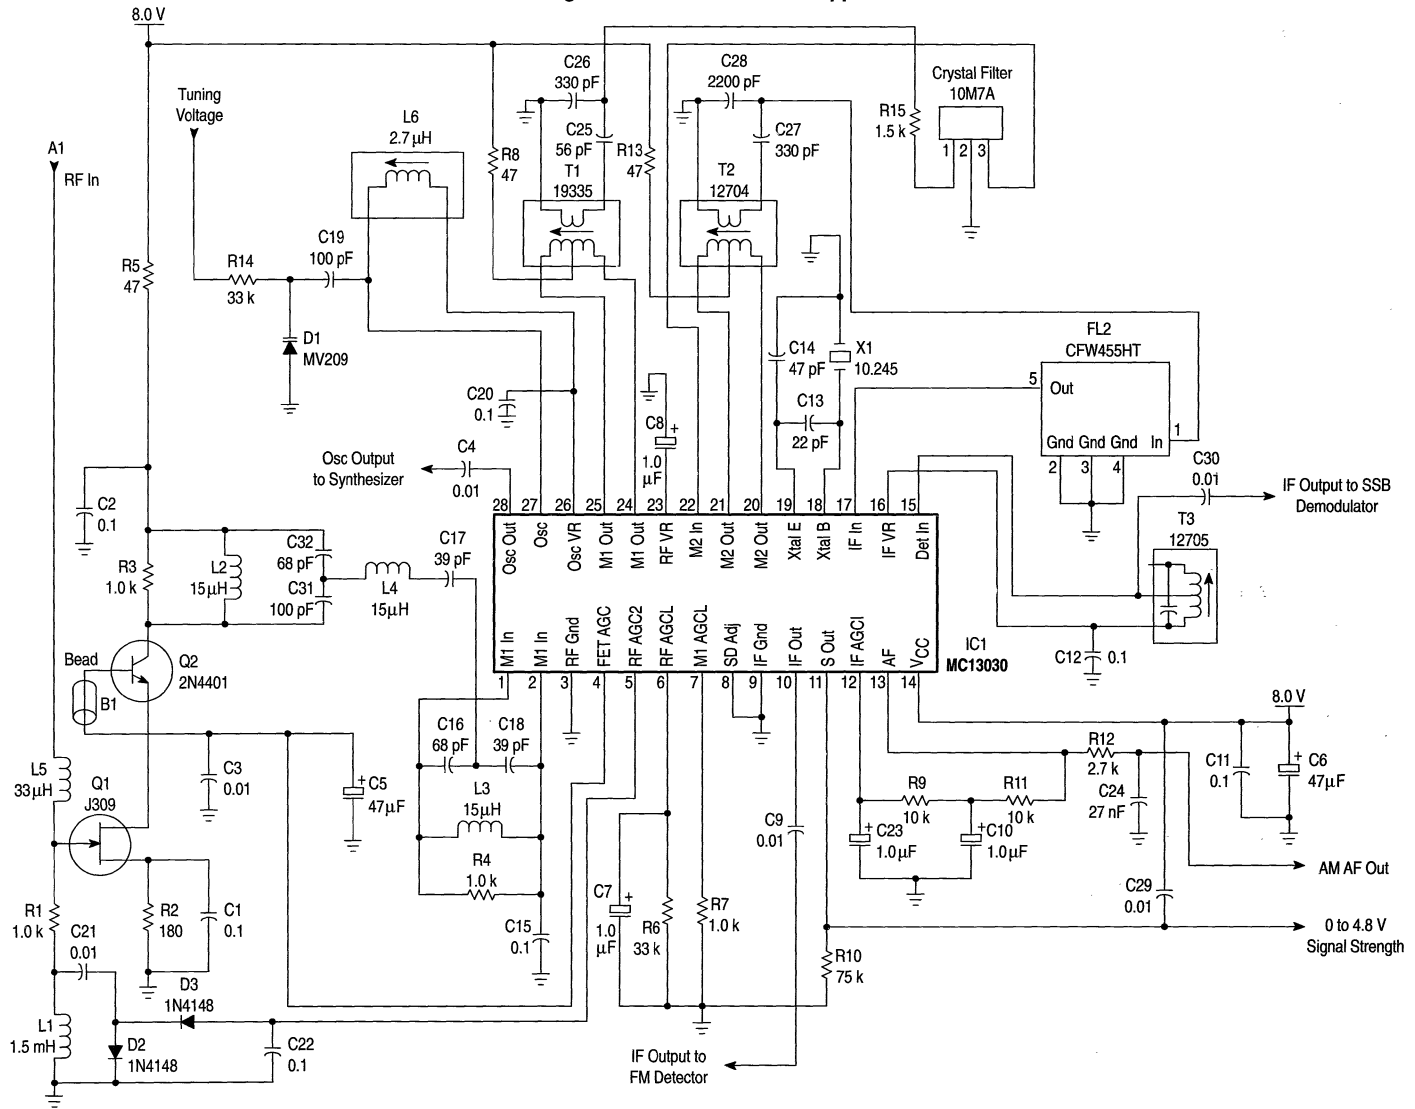 8.0 V
Tuning
Voltage
A1
RF In
L6
2.7 μH
C26
330 pF
C25
56 pF
T1
19335
R8
47
R13
47
C28
2200 pF
C27
330 pF
T2
12704
R15
1.5 k
Crystal Filter
10M7A
1 2 3
R5
47
R14
33 k
C19
100 pF
D1
MV209
C20
0.1
C4
0.01
Osc Output
to Synthesizer
C8
+
1.0
μF
C14
47 pF
X1
10.245
C13
22 pF
FL2
CFW455HT
5 Out
Gnd Gnd Gnd In
1
2 3 4
C30
0.01
IF Output to SSB
Demodulator
T3
12705
C2
0.1
R3
1.0 k
L2
15μH
C32
68 pF
C31
100 pF
L4
15μH
C17
39 pF
28 27 26 25 24 23 22 21 20 19 18 17 16 15
Osc Out
Osc
Osc VR
M1 Out
M1 Out
RF VR
M2 In
M2 Out
M2 Out
Xtal E
Xtal B
IF In
IF VR
Det In
M1 In
M1 In
RF Gnd
FET AGC
RF AGC2
RF AGCL
M1 AGCL
SD Adj
IF Gnd
IF Out
S Out
IF AGCI
AF
VCC
1 2 3 4 5 6 7 8 9 10 11 12 13 14
IC1
MC13030
C12
0.1
Bead
B1
Q2
2N4401
C3
0.01
+
C5
47μF
L5
33μH
Q1
J309
C16
68 pF
C18
39 pF
L3
15μH
R4
1.0 k
C15
0.1
R1
1.0 k
C21
0.01
R2
180
C1
0.1
D3
1N4148
D2
1N4148
L1
1.5 mH
C22
0.1
C7
+
1.0
μF
R6
33 k
R7
1.0 k
C9
0.01
IF Output to
FM Detector
R10
75 k
+
C23
1.0μF
R9
10 k
+
C10
1.0μF
R11
10 k
R12
2.7 k
C24
27 nF
C29
0.01
8.0 V
C11
0.1
+
C6
47μF
AM AF Out
0 to 4.8 V
Signal Strength